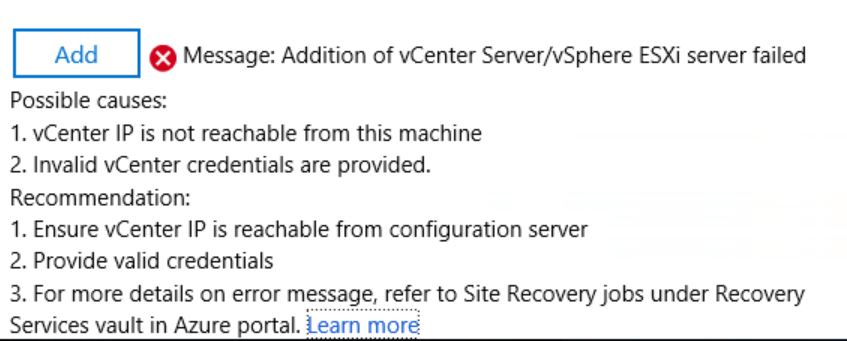 Add Message: Addition of vCenter Server/vSphere ESXi server failed
Possible causes:
1. vCenter IP is not reachable from this machine
2. Invalid vCenter credentials are provided.
Recommendation:
1. Ensure vCenter IP is reachable from configuration server
2. Provide valid credentials
3. For more details on error message, refer to Site Recovery jobs under Recovery
Services vault in Azure portal. Learn more